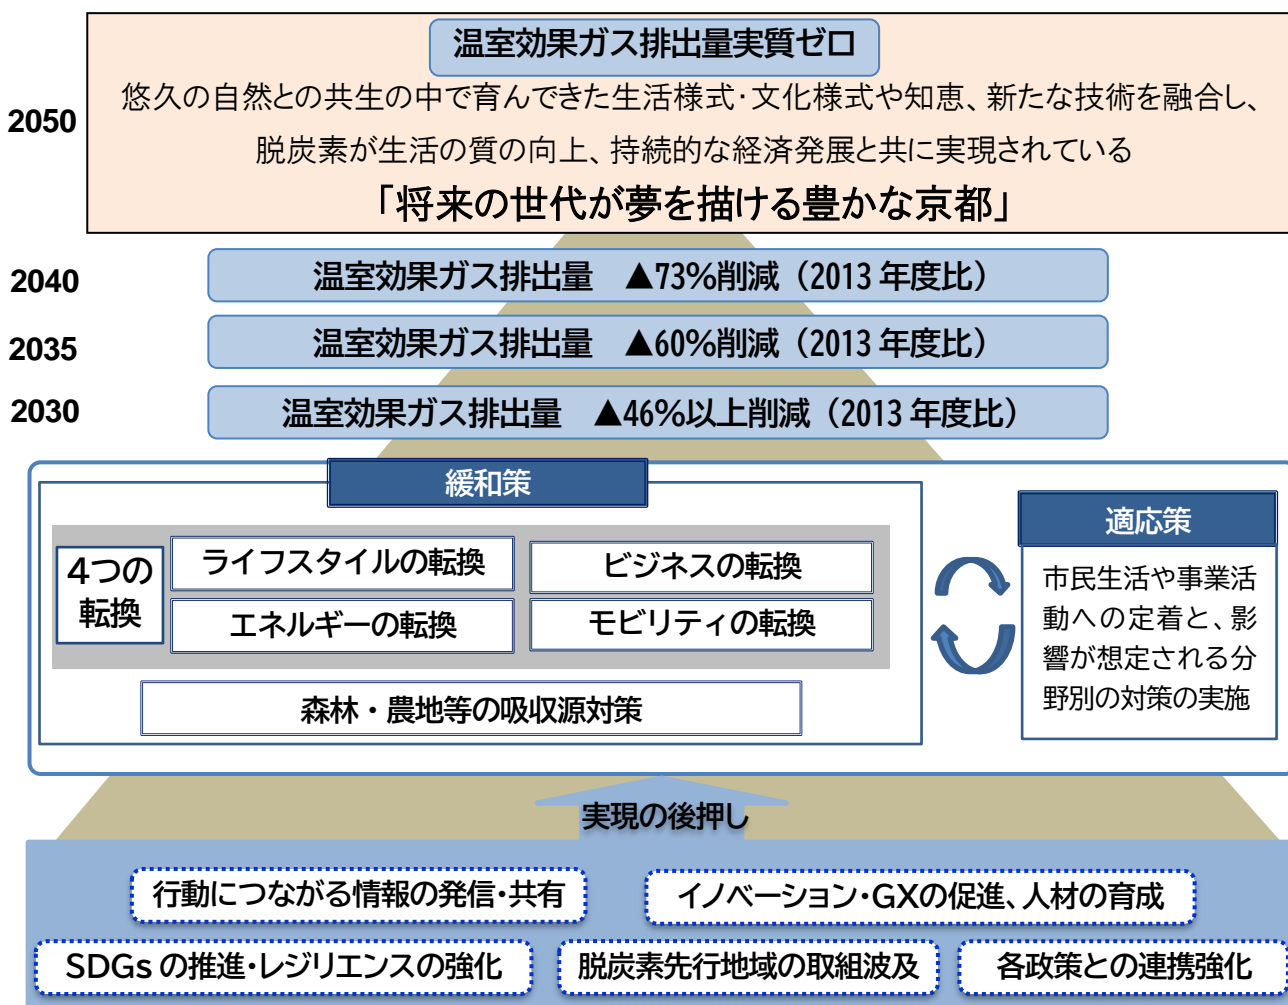 温室効果ガス排出量実質ゼロ
2050
悠久の自然との共生の中で育んできた生活様式・文化様式や知恵、新たな技術を融合し、
脱炭素が生活の質の向上、持続的な経済発展と共に実現されている
「将来の世代が夢を描ける豊かな京都」
2040
温室効果ガス排出量　▲73％削減（2013 年度比）
2035
温室効果ガス排出量　▲60％削減（2013 年度比）
2030
温室効果ガス排出量　▲46％以上削減（2013 年度比）
緩和策
4つの
転換
ライフスタイルの転換
ビジネスの転換
エネルギーの転換
モビリティの転換
森林・農地等の吸収源対策
適応策
市民生活や事業活
動への定着と、影
響が想定される分
野別の対策の実施
実現の後押し
行動につながる情報の発信・共有
イノベーション・GXの促進、人材の育成
SDGs の推進・レジリエンスの強化
脱炭素先行地域の取組波及
各政策との連携強化